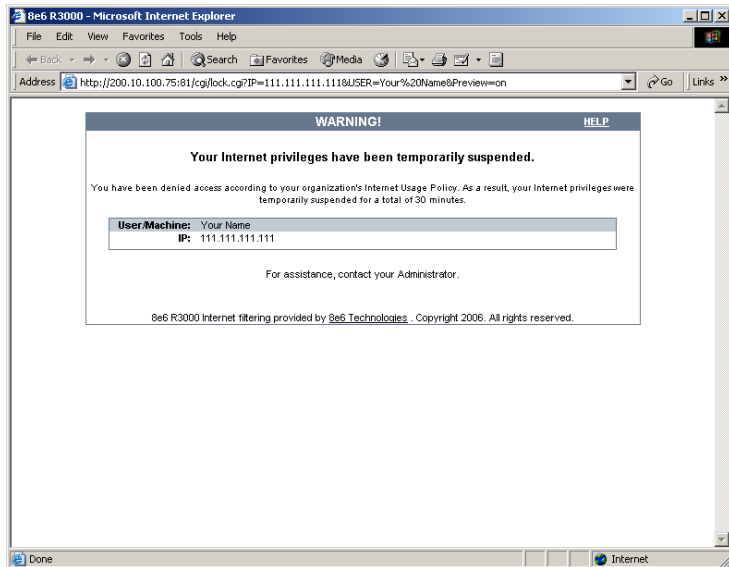 8e6 R3000 - Microsoft Internet Explorer
File Edit View Favorites Tools Help
Back Search Favorites Media
Address http://200.10.100.75:81/cgi/lock.cgi?IP=111.111.111.111&USER=Your%20Name&Preview=on Go Links »
WARNING! HELP
Your Internet privileges have been temporarily suspended.
You have been denied access according to your organization's Internet Usage Policy. As a result, your Internet privileges were
temporarily suspended for a total of 30 minutes.
User/Machine: Your Name
IP: 111.111.111.111
For assistance, contact your Administrator.
8e6 R3000 Internet filtering provided by 8e6 Technologies . Copyright 2006. All rights reserved.
Done Internet